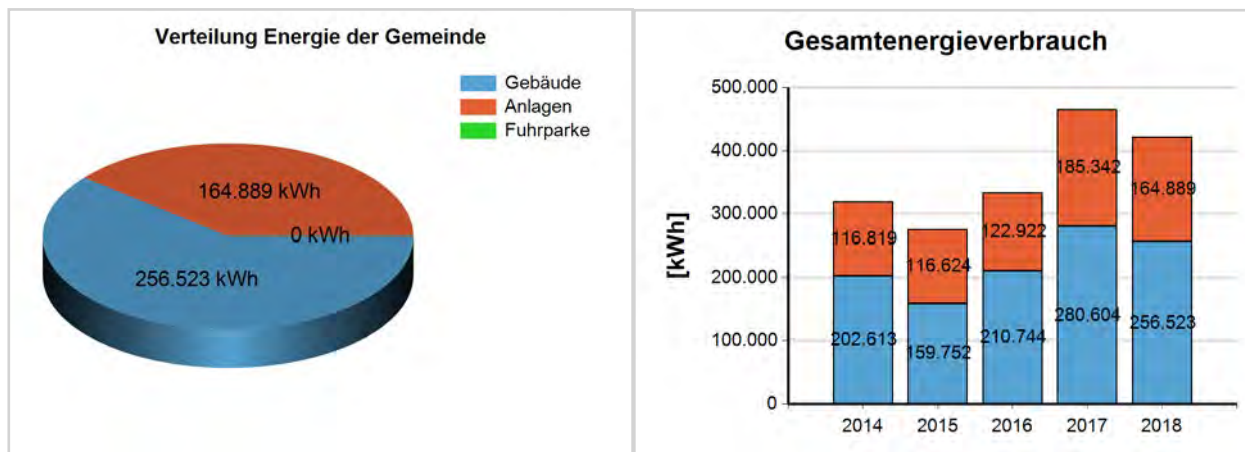 Verteilung Energie der Gemeinde
Gebäude
Anlagen
Fuhrparke
164.889 kWh
0 kWh
256.523 kWh
Gesamtenergieverbrauch
[kWh]
500.000
400.000
300.000
200.000
100.000
0
185.342
164.889
116.819
116.624
122.922
280.604
256.523
202.613
159.752
210.744
2014 2015 2016 2017 2018